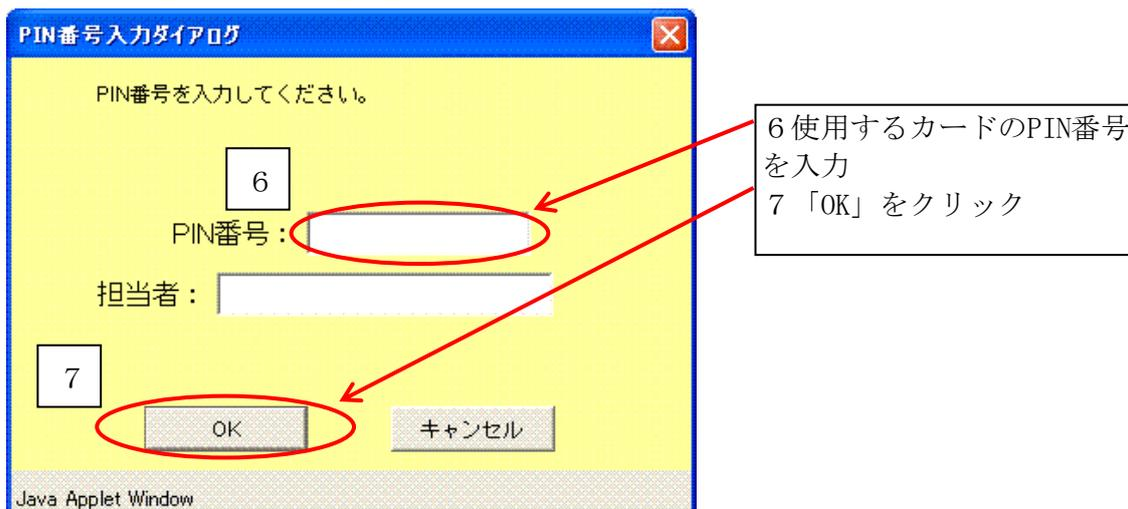 PIN番号入力ダイアログ
PIN番号を入力してください。
6
PIN番号：
担当者：
7
OK
キャンセル
Java Applet Window
６使用するカードのPIN番号
を入力
７「OK」をクリック